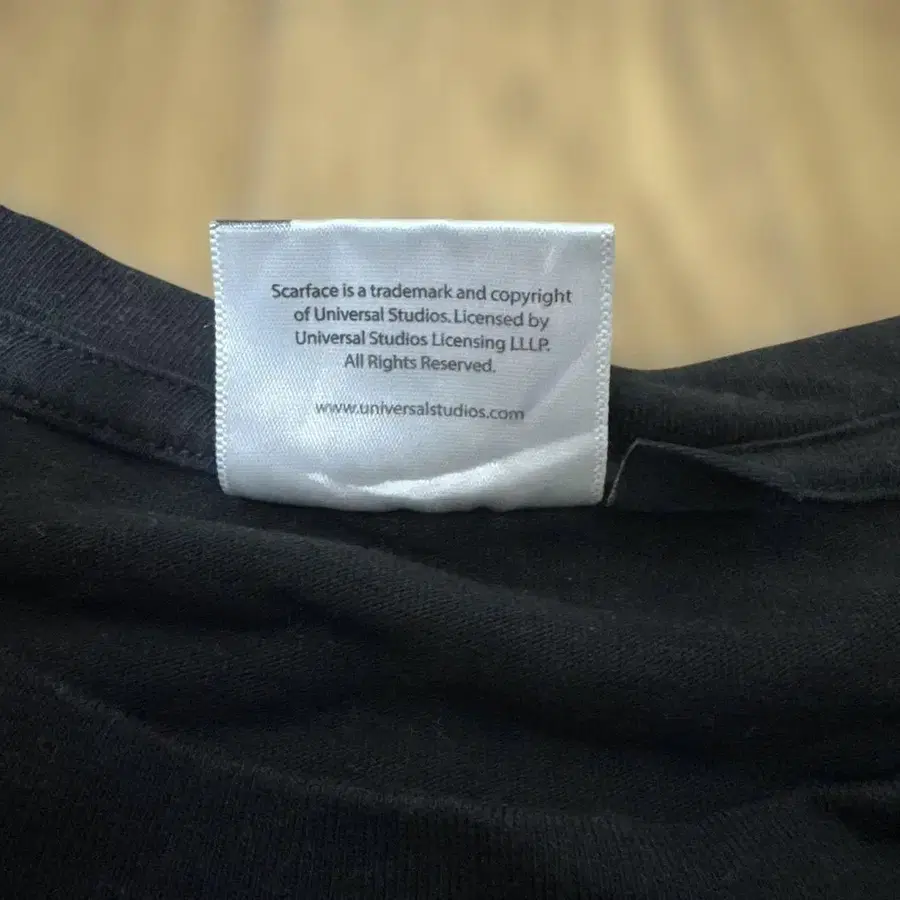 Scarface is a trademark and copyright
of Universal Studios. Licensed by
Universal Studios Licensing LLLP.
All Rights Reserved.
www.universalstudios.com